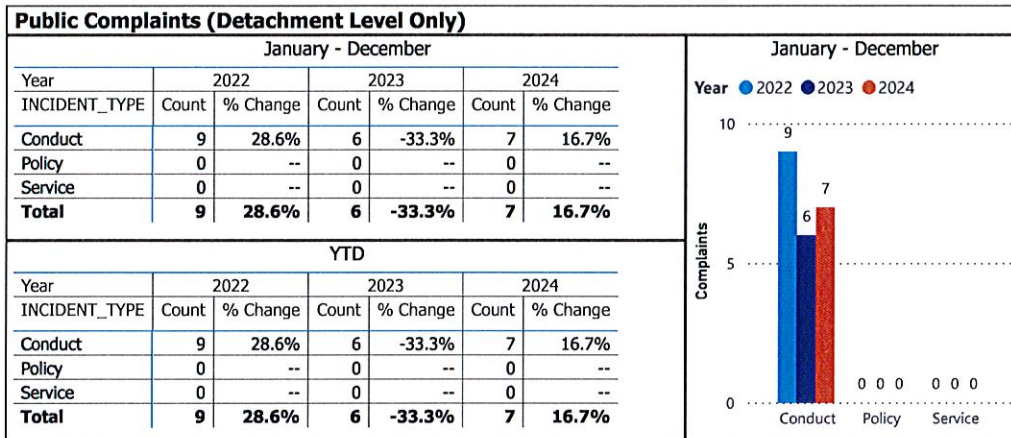 Public Complaints (Detachment Level Only)
January - December
Year 2022 2023 2024
INCIDENT_TYPE Count % Change Count % Change Count % Change
Conduct 9 28.6% 6 -33.3% 7 16.7%
Policy 0 -- 0 -- 0 --
Service 0 -- 0 -- 0 --
Total 9 28.6% 6 -33.3% 7 16.7%
YTD
Year 2022 2023 2024
INCIDENT_TYPE Count % Change Count % Change Count % Change
Conduct 9 28.6% 6 -33.3% 7 16.7%
Policy 0 -- 0 -- 0 --
Service 0 -- 0 -- 0 --
Total 9 28.6% 6 -33.3% 7 16.7%
January - December
Year 2022 2023 2024
10
9
7
6
5
Complaints
0 0 0 0 0 0
0
Conduct Policy Service